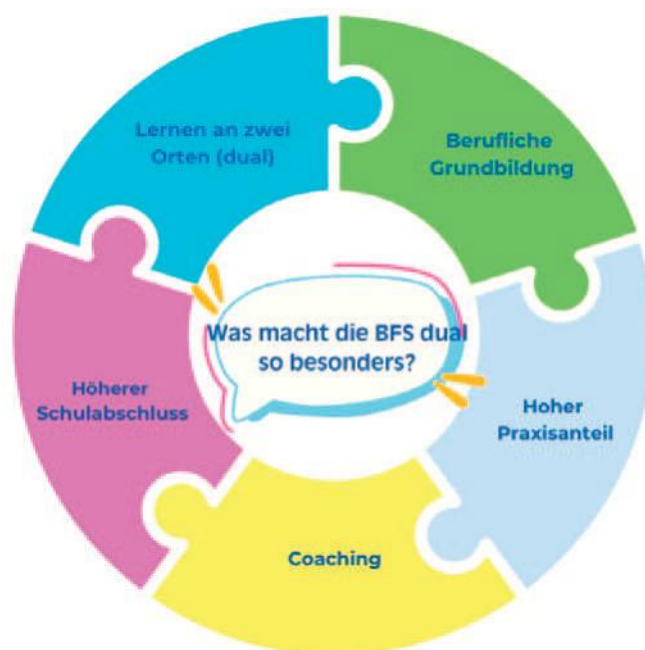 Lernen an zwei
Orten (dual)
Berufliche
Grundbildung
Was macht die BFS dual
so besonders?
Höherer
Schulabschluss
Hoher
Praxisanteil
Coaching